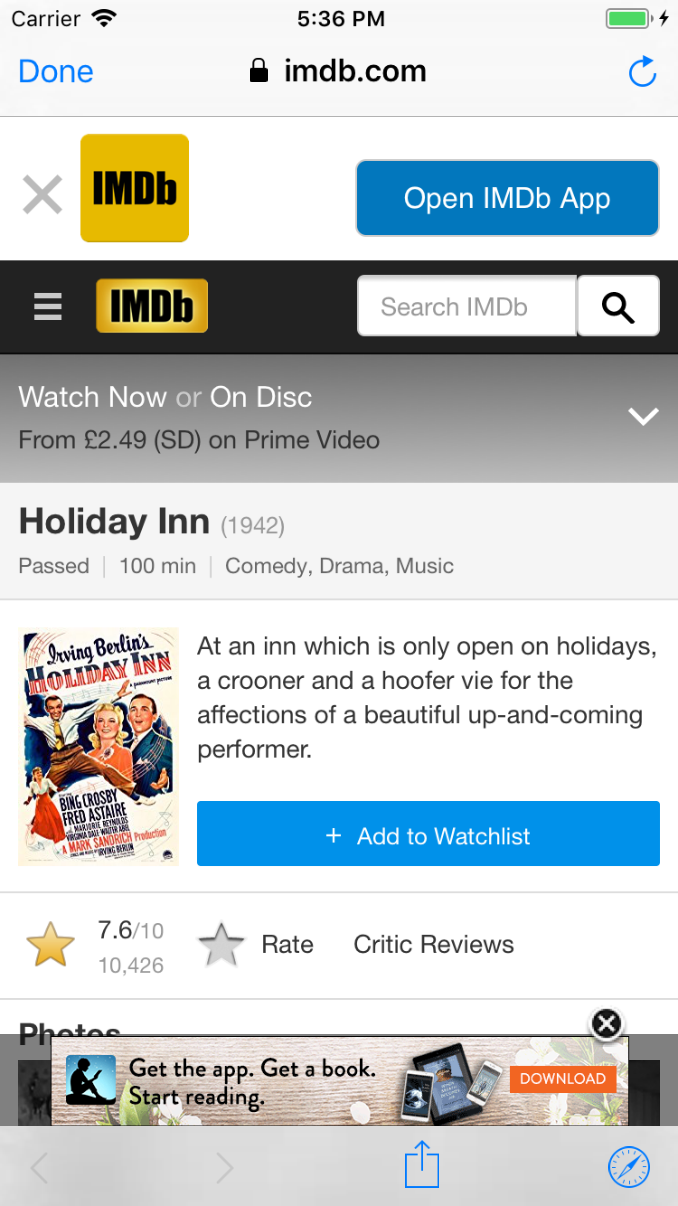 Carrier 5:36 PM
Done imdb.com
IMDb Open IMDb App
IMDb Search IMDb
Watch Now or On Disc
From £2.49 (SD) on Prime Video
Holiday Inn (1942)
Passed | 100 min | Comedy, Drama, Music
Irving Berlin's
HOLIDAY INN
a paramount picture
BING CROSBY
FRED ASTAIRE
MARJORIE REYNOLDS
VIRGINIA DALE WALTER ABEL
A MARK SANDRICH Production
At an inn which is only open on holidays,
a crooner and a hoofer vie for the
affections of a beautiful up-and-coming
performer.
+ Add to Watchlist
7.6/10
10,426
Rate Critic Reviews
Photos
Get the app. Get a book.
Start reading.
DOWNLOAD